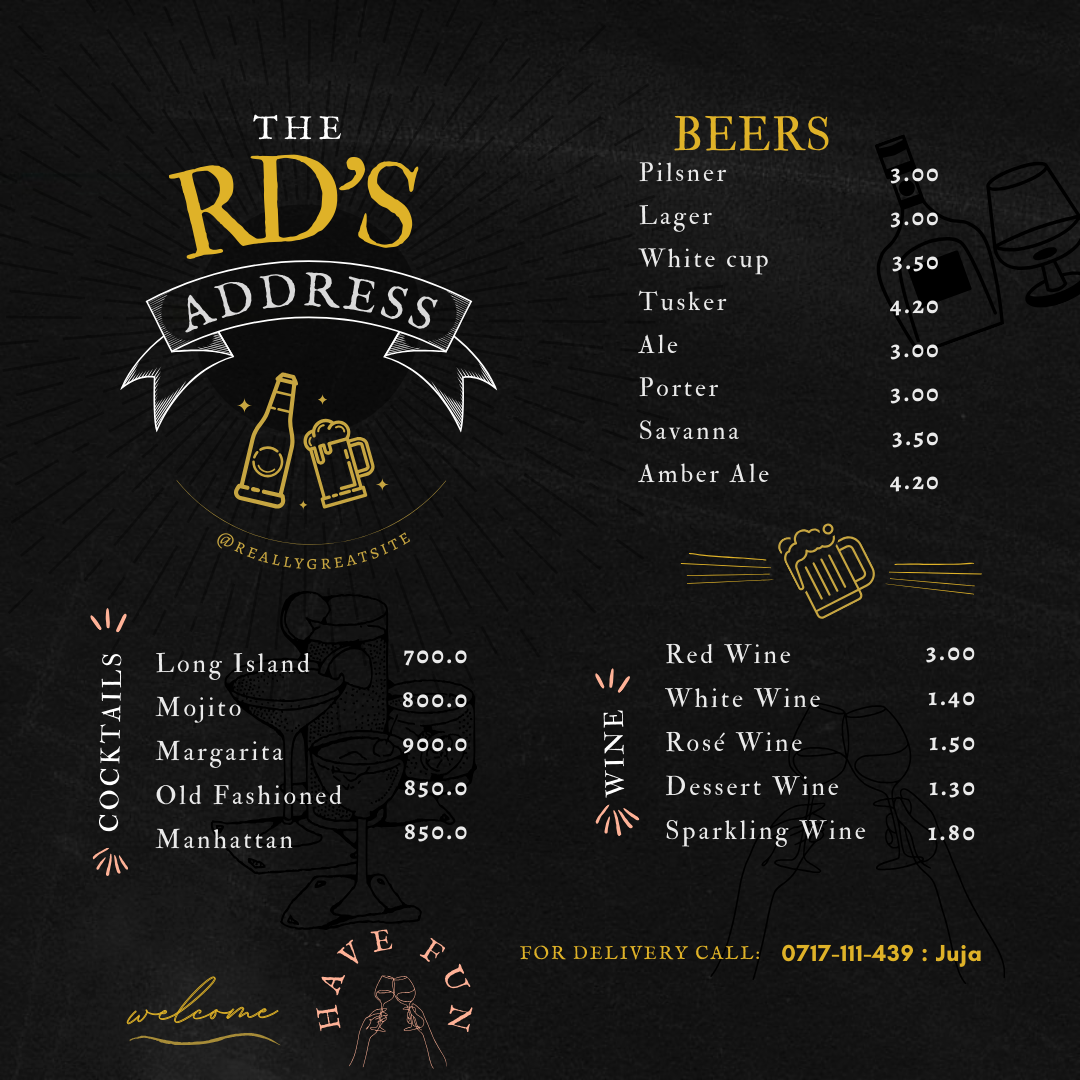 THE
RD'S
ADDRESS
@REALLYGREATSITE
BEERS
Pilsner 3.00
Lager 3.00
White cup 3.50
Tusker 4.20
Ale 3.00
Porter 3.00
Savanna 3.50
Amber Ale 4.20
COCKTAILS
Long Island 700.0
Mojito 800.0
Margarita 900.0
Old Fashioned 850.0
Manhattan 850.0
WINE
Red Wine 3.00
White Wine 1.40
Rosé Wine 1.50
Dessert Wine 1.30
Sparkling Wine 1.80
FOR DELIVERY CALL: 0717-111-439 : Juja
welcome
HAVE FUN